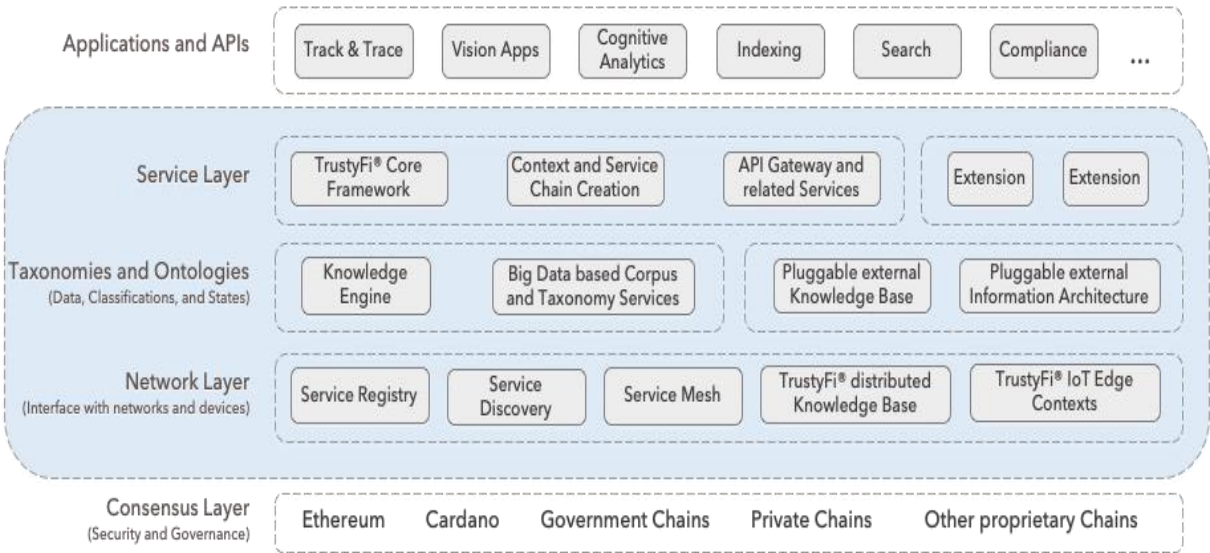 Applications and APIs
Track & Trace
Vision Apps
Cognitive
Analytics
Indexing
Search
Compliance
...
Service Layer
TrustyFi® Core
Framework
Context and Service
Chain Creation
API Gateway and
related Services
Extension
Extension
Taxonomies and Ontologies
(Data, Classifications, and States)
Knowledge
Engine
Big Data based Corpus
and Taxonomy Services
Pluggable external
Knowledge Base
Pluggable external
Information Architecture
Network Layer
(Interface with networks and devices)
Service Registry
Service
Discovery
Service Mesh
TrustyFi® distributed
Knowledge Base
TrustyFi® IoT Edge
Contexts
Consensus Layer
(Security and Governance)
Ethereum
Cardano
Government Chains
Private Chains
Other proprietary Chains